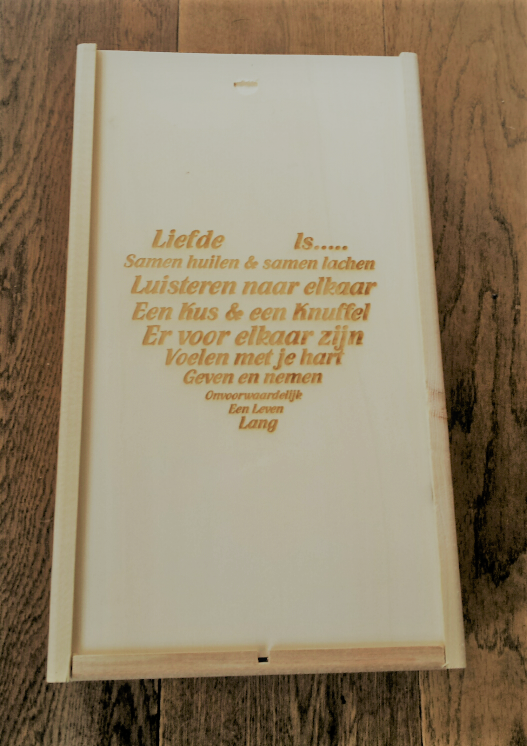 Liefde Is.....
Samen huilen & samen lachen
Luisteren naar elkaar
Een Kus & een Knuffel
Er voor elkaar zijn
Voelen met je hart
Geven en nemen
Onvoorwaardelijk
Een Leven
Lang